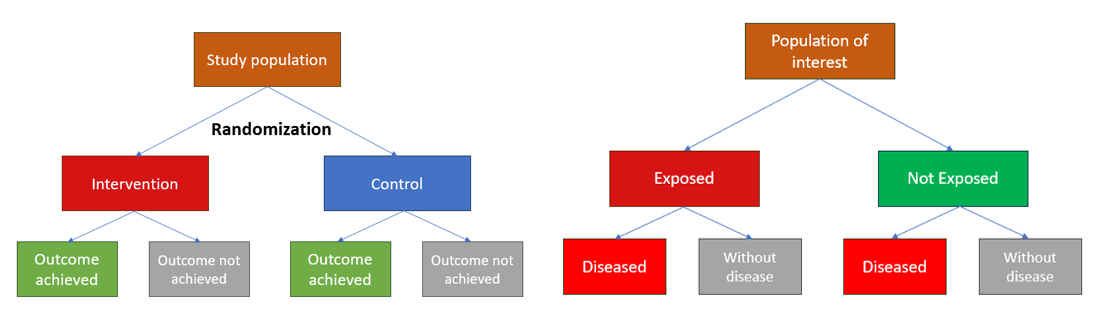 Study population
Randomization
Intervention
Control
Outcome
achieved
Outcome not
achieved
Outcome
achieved
Outcome not
achieved
Population of
interest
Exposed
Not Exposed
Diseased
Without
disease
Diseased
Without
disease